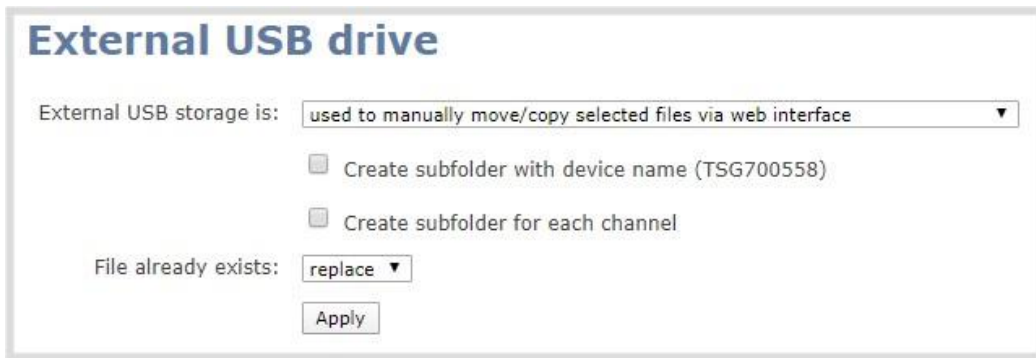 External USB drive
External USB storage is: used to manually move/copy selected files via web interface
Create subfolder with device name (TSG700558)
Create subfolder for each channel
File already exists: replace
Apply